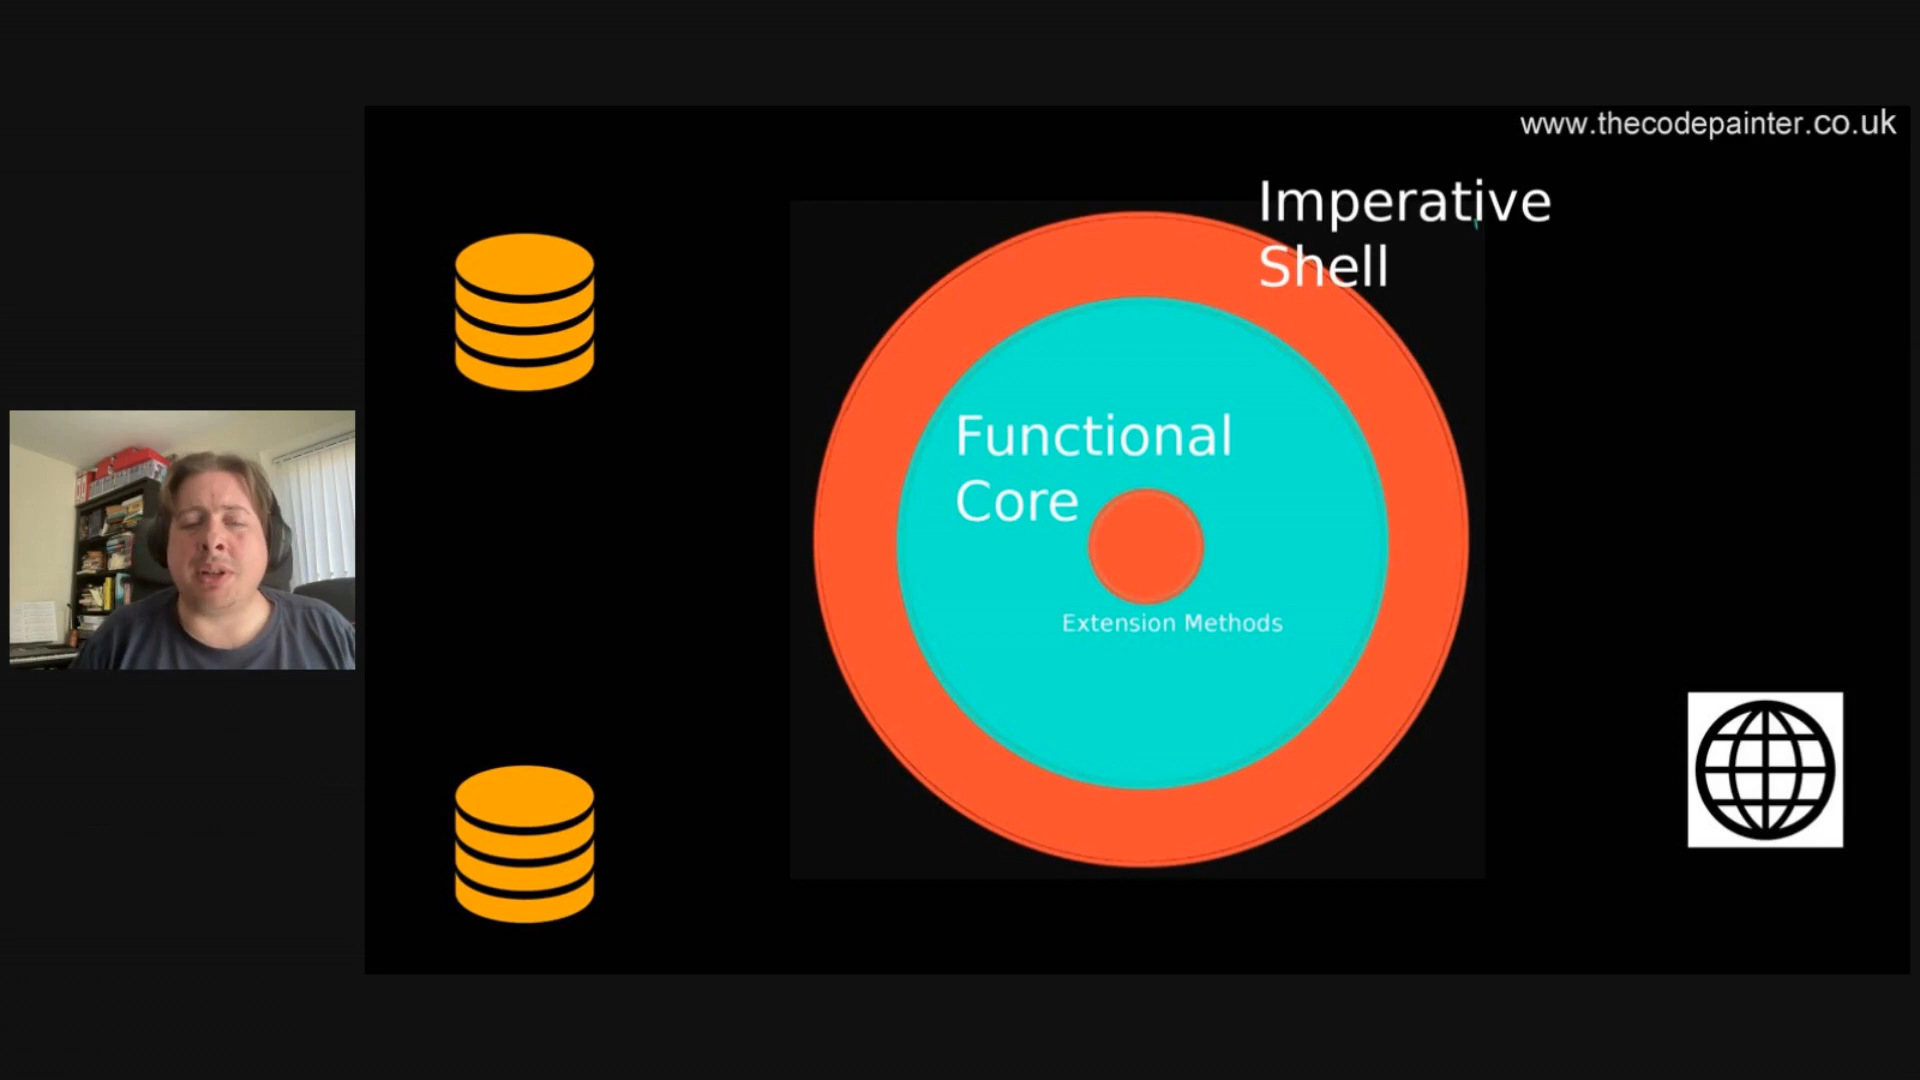 www.thecodepainter.co.uk
Imperative
Shell
Functional
Core
Extension Methods